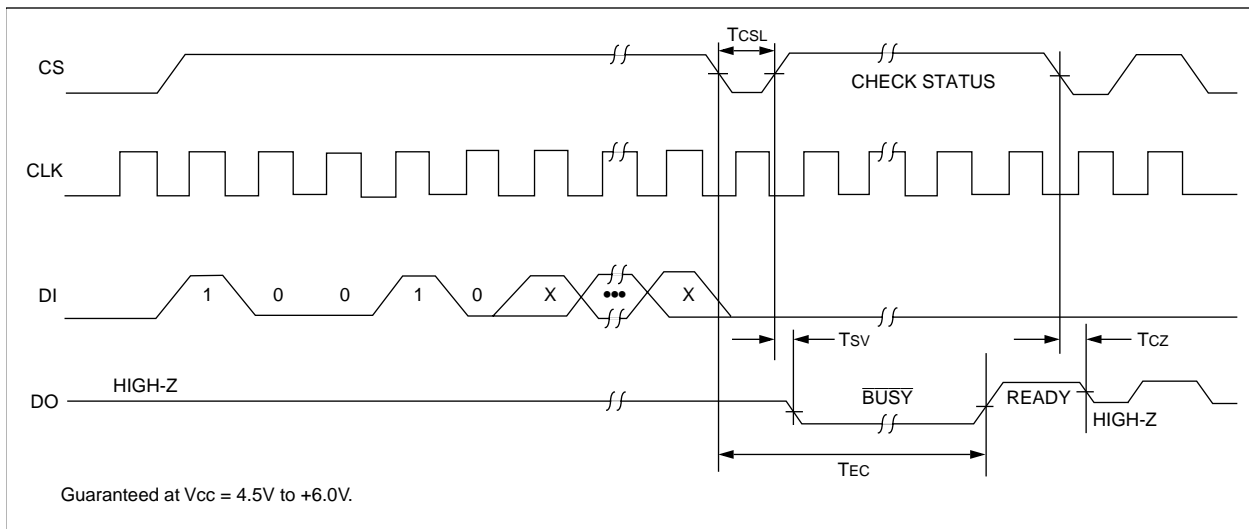 TCSL
CS
CHECK STATUS
CLK
DI
1 0 0 1 0 X ••• X
TSV
TCZ
HIGH-Z
DO
BUSY
READY
HIGH-Z
TEC
Guaranteed at Vcc = 4.5V to +6.0V.